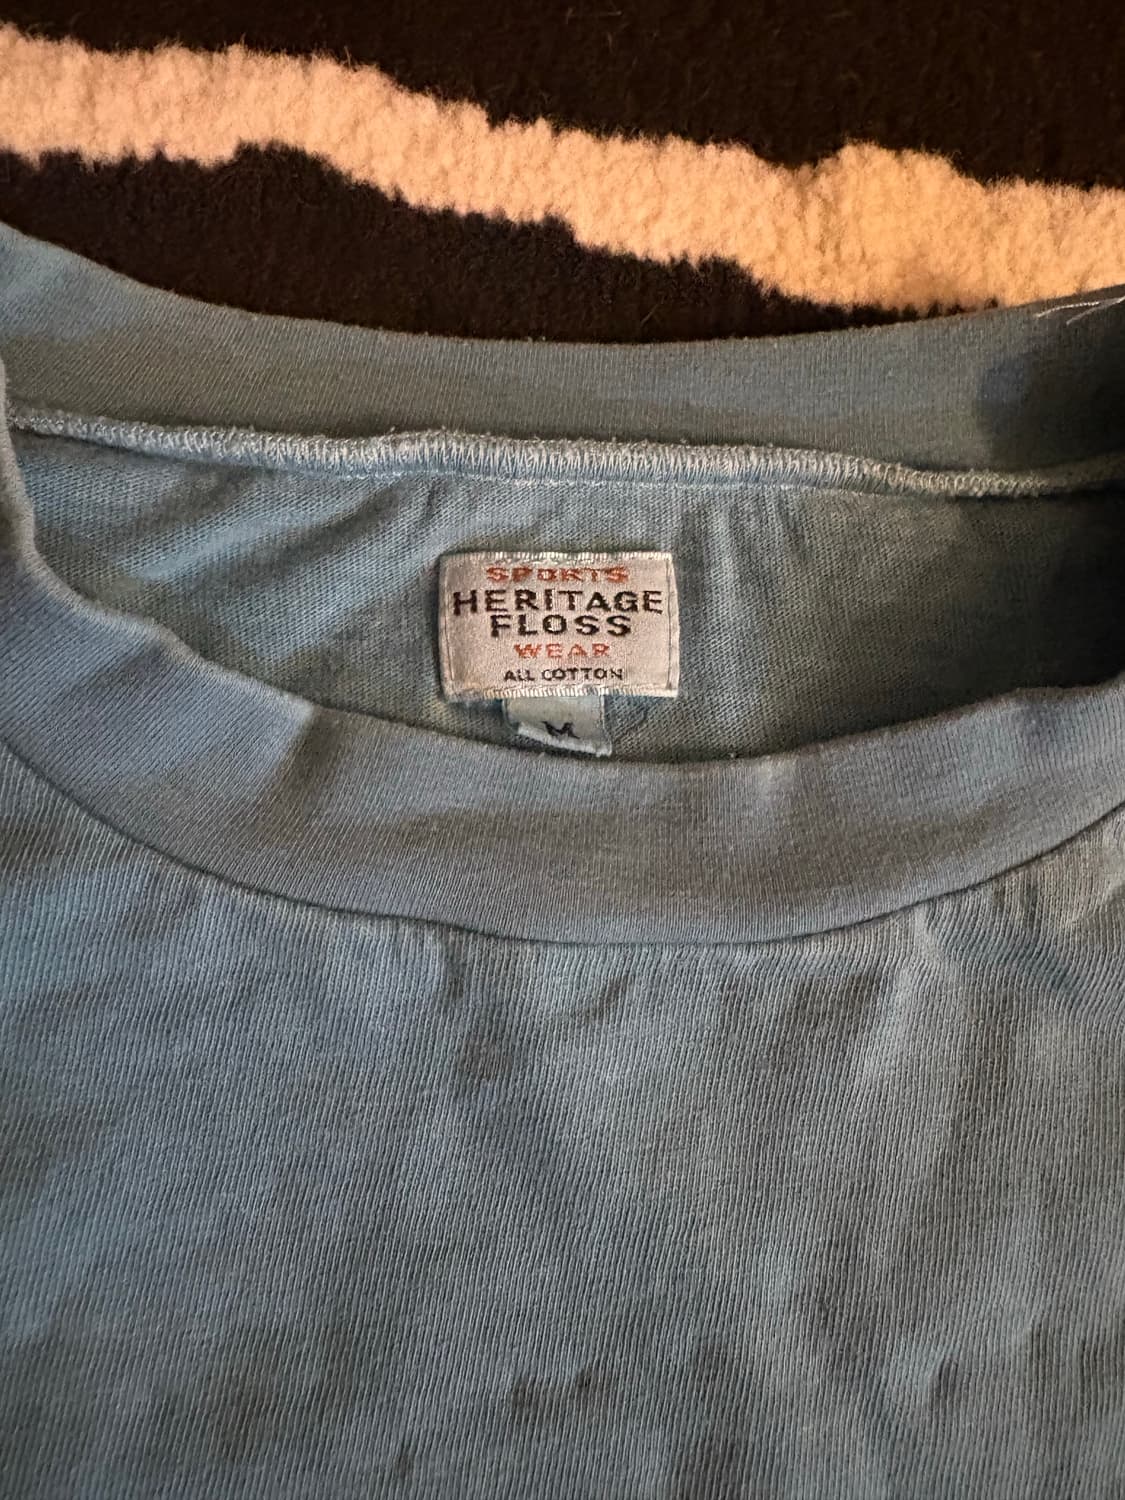 SPORTS
HERITAGE
FLOSS
WEAR
ALL COTTON
M